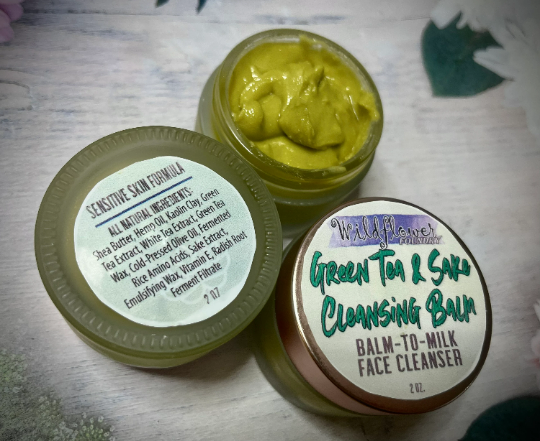 SENSITIVE SKIN FORMULA
ALL NATURAL INGREDIENTS:
Shea Butter, Hemp Oil, Kaolin Clay, Green
Tea Extract, White Tea Extract, Green Tea
Wax, Cold-Pressed Olive Oil, Fermented
Rice Amino Acids, Sake Extract,
Emulsifying Wax, Vitamin E, Radish Root
Ferment Filtrate
2 OZ
Wildflower
FOUNDRY
Green Tea & Sake
Cleansing Balm
BALM-TO-MILK
FACE CLEANSER
2 OZ.